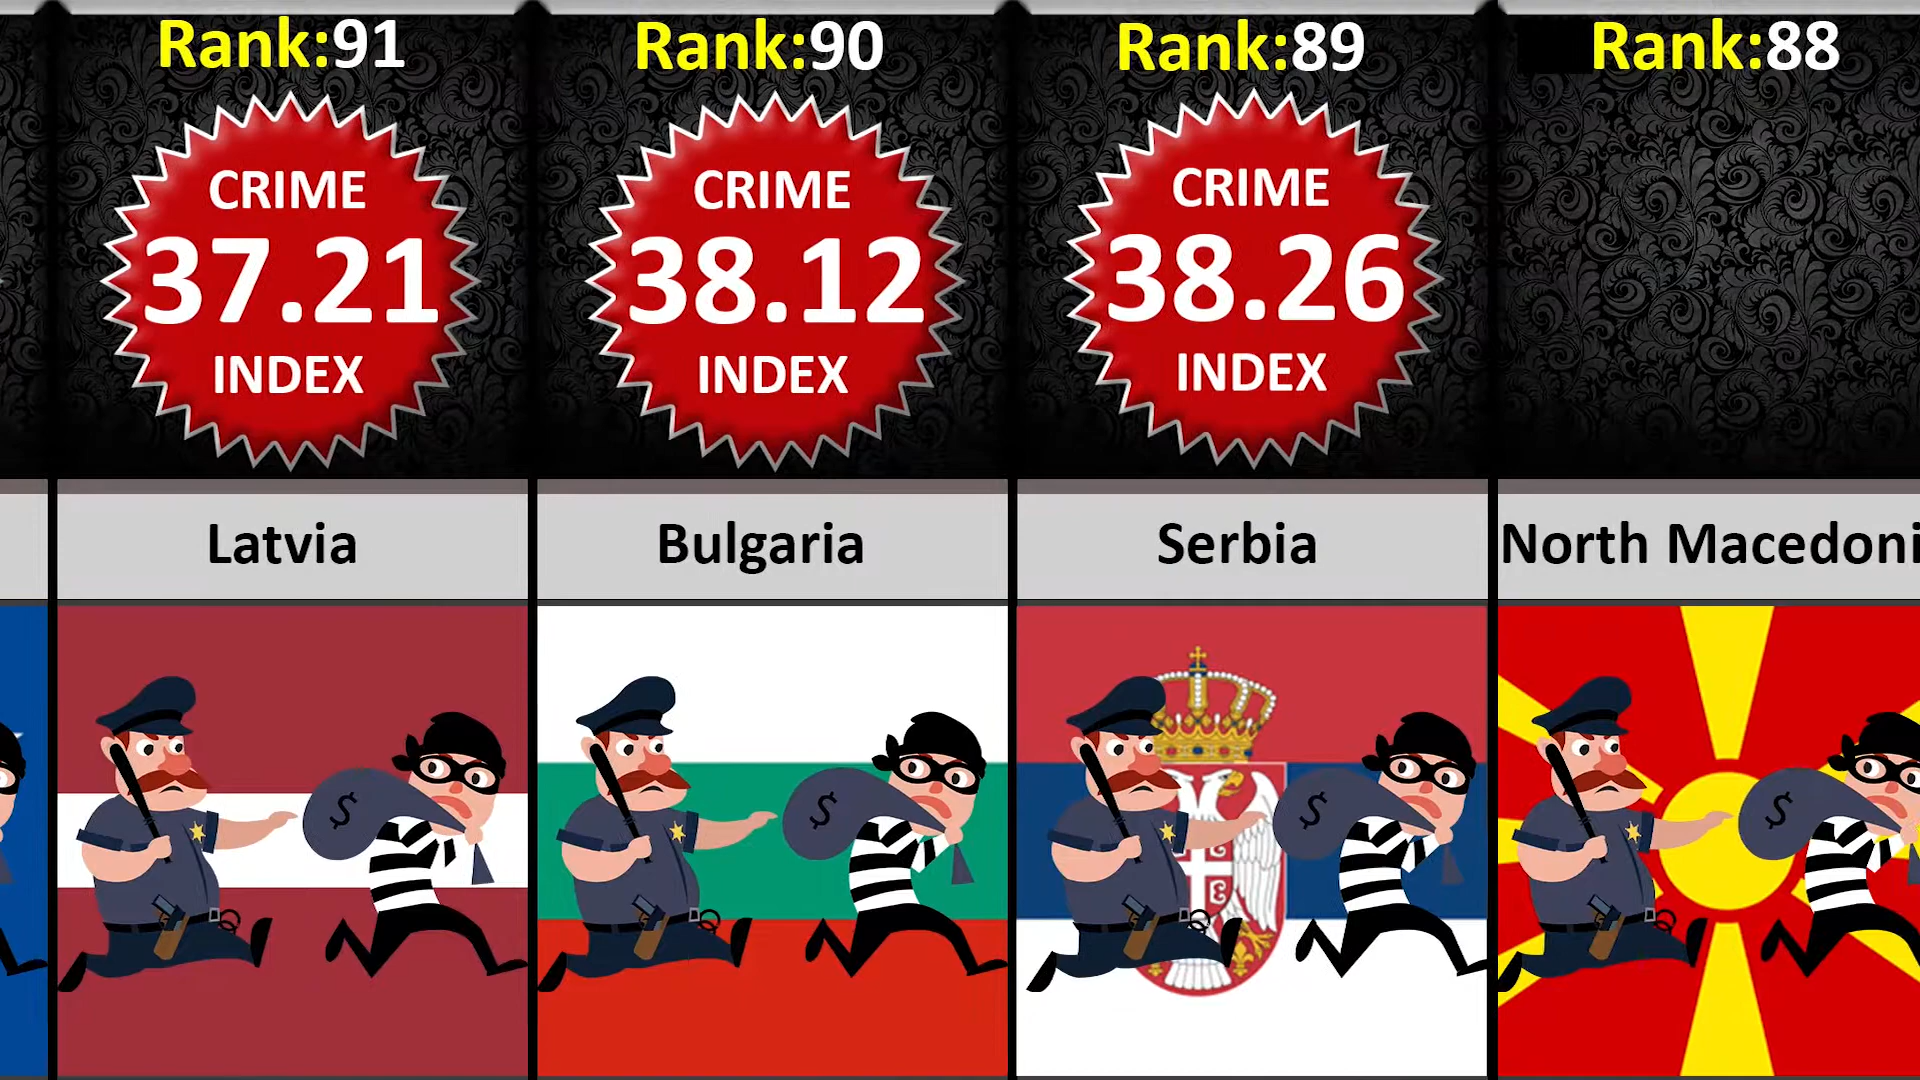 Rank:91
CRIME
37.21
INDEX
Latvia
$
Rank:90
CRIME
38.12
INDEX
Bulgaria
$
Rank:89
CRIME
38.26
INDEX
Serbia
$
Rank:88
North Macedoni
$